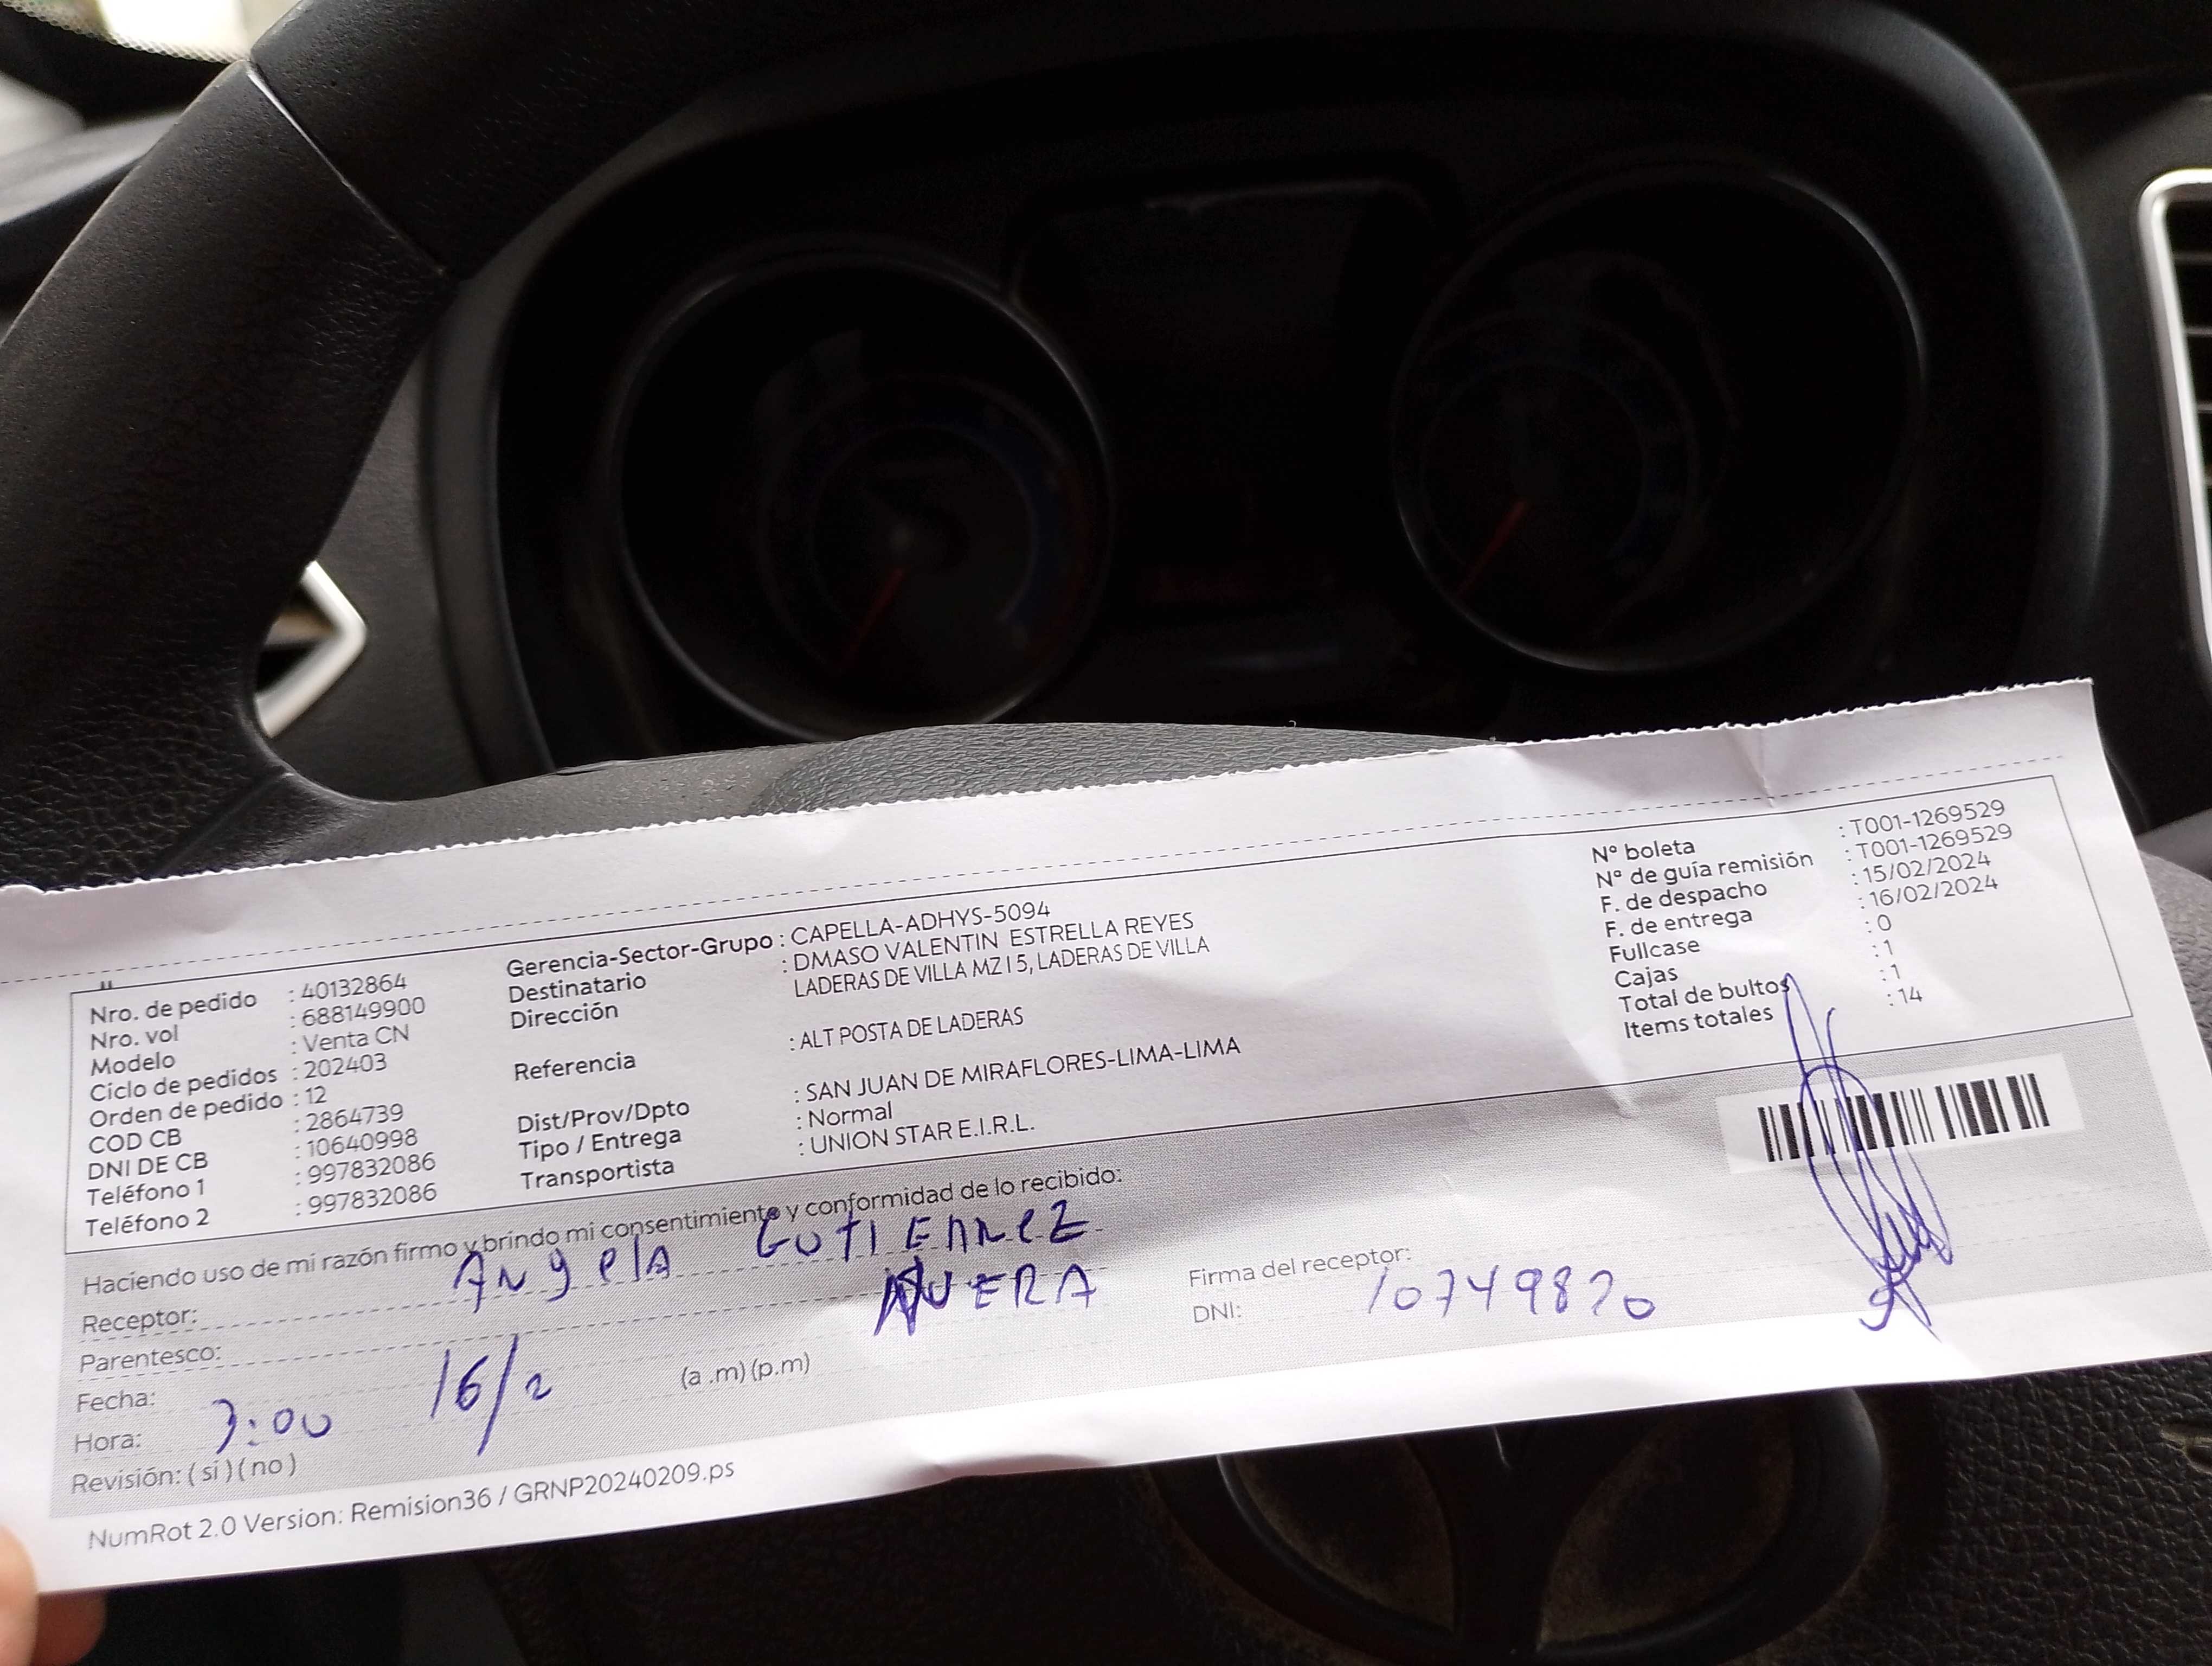 Nro. de pedido : 40132864
Nro. vol : 688149900
Modelo : Venta CN
Ciclo de pedidos : 202403
Orden de pedido : 12
COD CB : 2864739
DNI DE CB : 10640998
Teléfono 1 : 997832086
Teléfono 2 : 997832086
Gerencia-Sector-Grupo : CAPELLA-ADHYS-5094
Destinatario : DMASO VALENTIN ESTRELLA REYES
Dirección LADERAS DE VILLA MZ I 5, LADERAS DE VILLA
Referencia : ALT POSTA DE LADERAS
Dist/Prov/Dpto : SAN JUAN DE MIRAFLORES-LIMA-LIMA
Tipo / Entrega : Normal
Transportista : UNION STAR E.I.R.L.
N° boleta : T001-1269529
N° de guía remisión : T001-1269529
F. de despacho : 15/02/2024
F. de entrega : 16/02/2024
Fullcase : 0
Cajas : 1
Total de bultos : 1
Items totales : 14
Haciendo uso de mi razón firmo y brindo mi consentimiento y conformidad de lo recibido:
Receptor: Angela GUTIERREZ
Parentesco: NUERA
Fecha: 16/2
Hora: 3:00 (a .m) (p.m)
Revisión: ( sí ) ( no )
Firma del receptor:
DNI: 10749870
NumRot 2.0 Version: Remision36 / GRNP20240209.ps